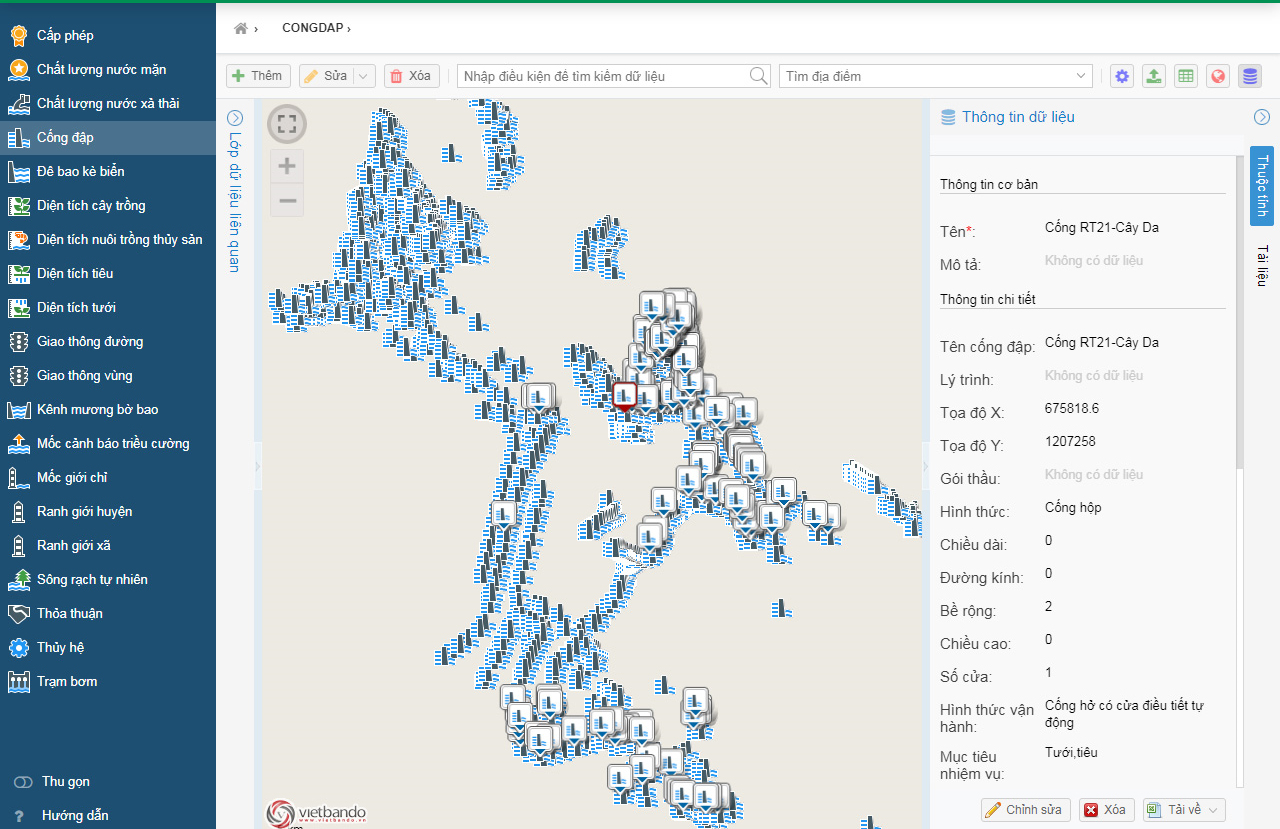 Cấp phép
Chất lượng nước mặn
Chất lượng nước xả thải
Cống đập
Đê bao kè biển
Diện tích cây trồng
Diện tích nuôi trồng thủy sản
Diện tích tiêu
Diện tích tưới
Giao thông đường
Giao thông vùng
Kênh mương bờ bao
Mốc cảnh báo triều cường
Mốc giới chỉ
Ranh giới huyện
Ranh giới xã
Sông rạch tự nhiên
Thỏa thuận
Thủy hệ
Trạm bơm
Thu gọn
? Hướng dẫn
› CONGDAP ›
Thêm
Sửa
Xóa
Nhập điều kiện để tìm kiếm dữ liệu
Tìm địa điểm
Lớp dữ liệu liên quan
vietbando
www.vietbando.vn
Thông tin dữ liệu
Thông tin cơ bản
Tên*: Cống RT21-Cây Da
Mô tả: Không có dữ liệu
Thông tin chi tiết
Tên cống đập: Cống RT21-Cây Da
Lý trình: Không có dữ liệu
Tọa độ X: 675818.6
Tọa độ Y: 1207258
Gói thầu: Không có dữ liệu
Hình thức: Cống hộp
Chiều dài: 0
Đường kính: 0
Bề rộng: 2
Chiều cao: 0
Số cửa: 1
Hình thức vận hành: Cống hở có cửa điều tiết tự động
Mục tiêu nhiệm vụ: Tưới,tiêu
Chỉnh sửa
Xóa
Tải về
Thuộc tính
Tài liệu